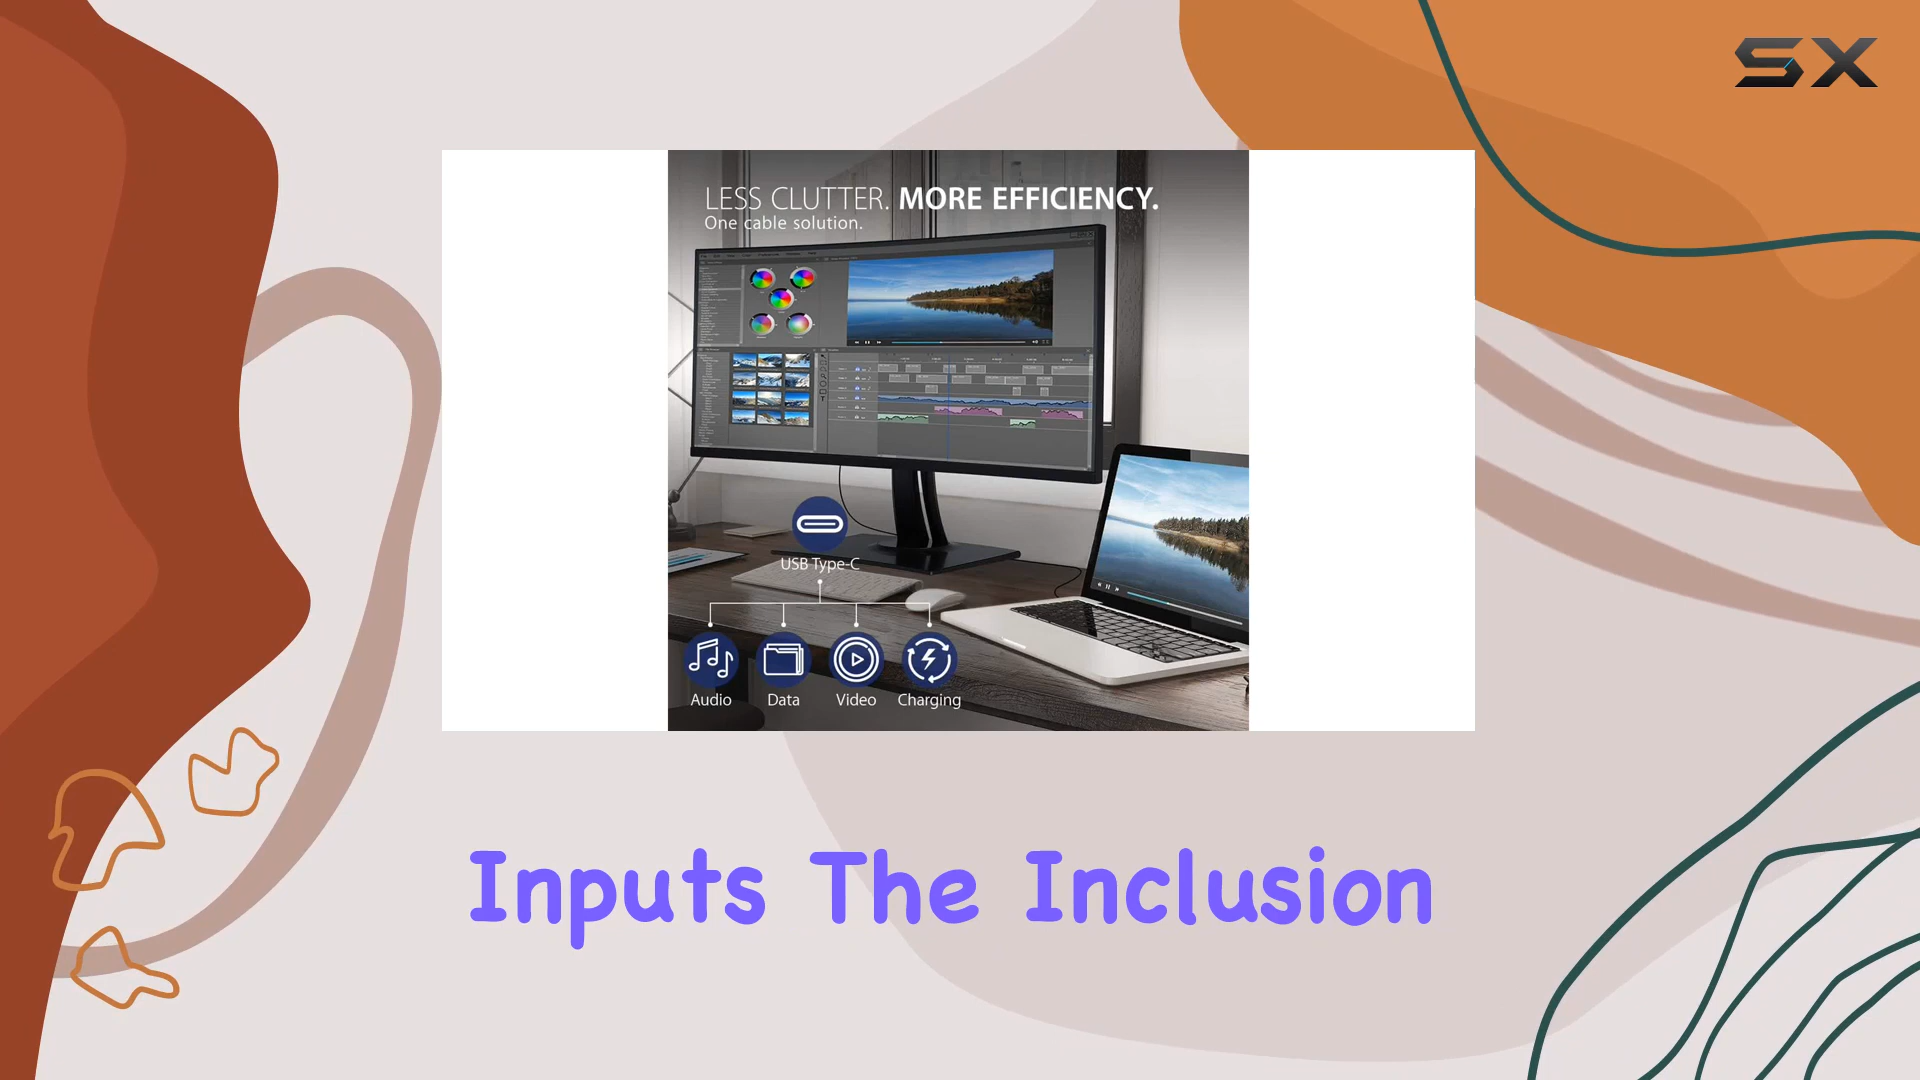 SX
LESS CLUTTER. MORE EFFICIENCY.
One cable solution.
USB Type-C
Audio Data Video Charging
Inputs The Inclusion